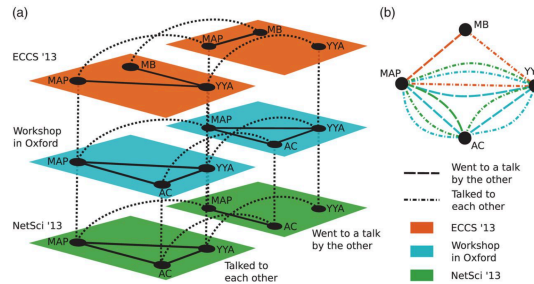 (a)
ECCS '13
MAP
MB
YYA
MAP
MB
YYA
Workshop
in Oxford
MAP
AC
YYA
MAP
AC
YYA
NetSci '13
MAP
AC
YYA
MAP
AC
YYA
Talked to
each other
Went to a talk
by the other
(b)
MB
MAP
YY
AC
Went to a talk
by the other
Talked to
each other
ECCS '13
Workshop
in Oxford
NetSci '13